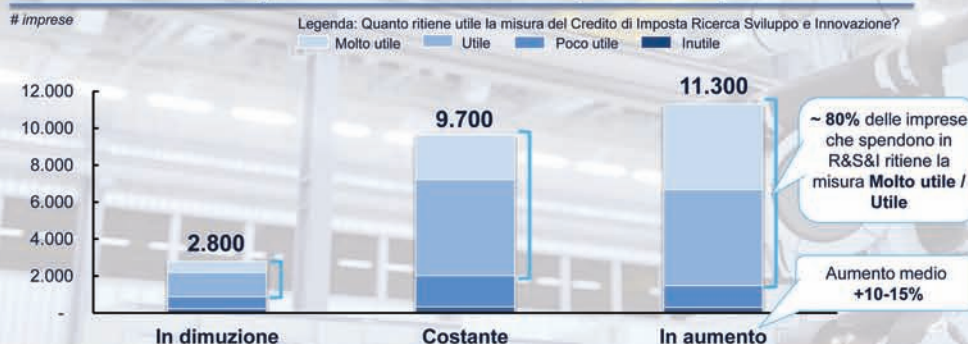 # imprese
Legenda: Quanto ritiene utile la misura del Credito di Imposta Ricerca Sviluppo e Innovazione?
Molto utile Utile Poco utile Inutile
12.000
10.000
8.000
6.000
4.000
2.000
-
2.800
9.700
11.300
In dimuzione
Costante
In aumento
~ 80% delle imprese
che spendono in
R&S&I ritiene la
misura Molto utile /
Utile
Aumento medio
+10-15%